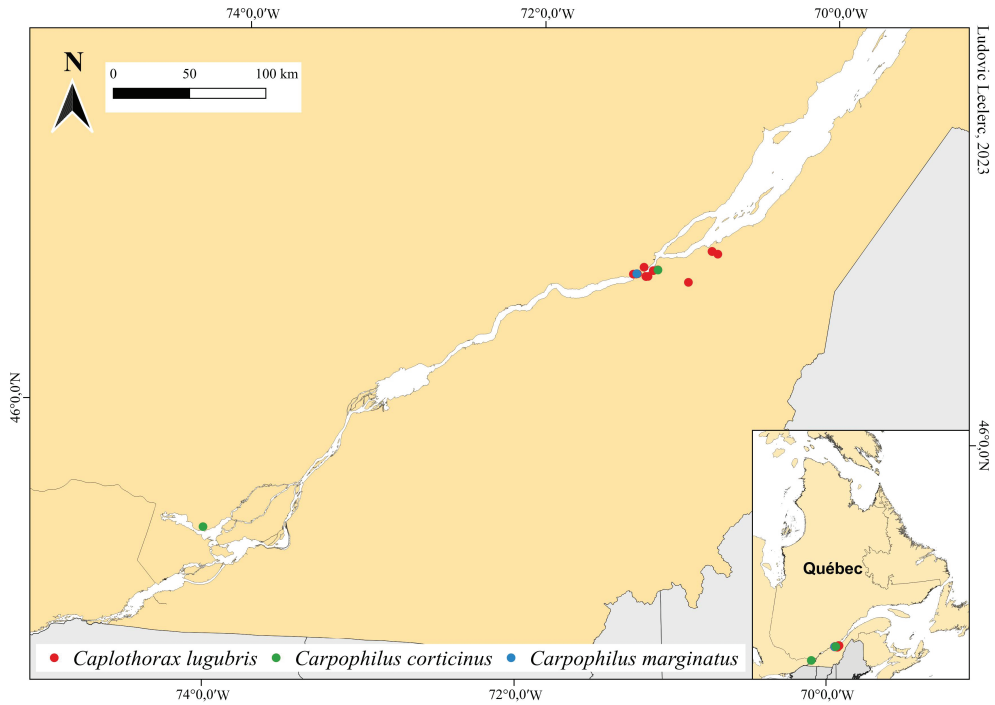 74°0,0'W 72°0,0'W 70°0,0'W
N
0 50 100 km
Ludovic Leclerc, 2023
46°0,0'N
46°0,0'N
Québec
Caplothorax lugubris Carpophilus corticinus Carpophilus marginatus
74°0,0'W 72°0,0'W 70°0,0'W